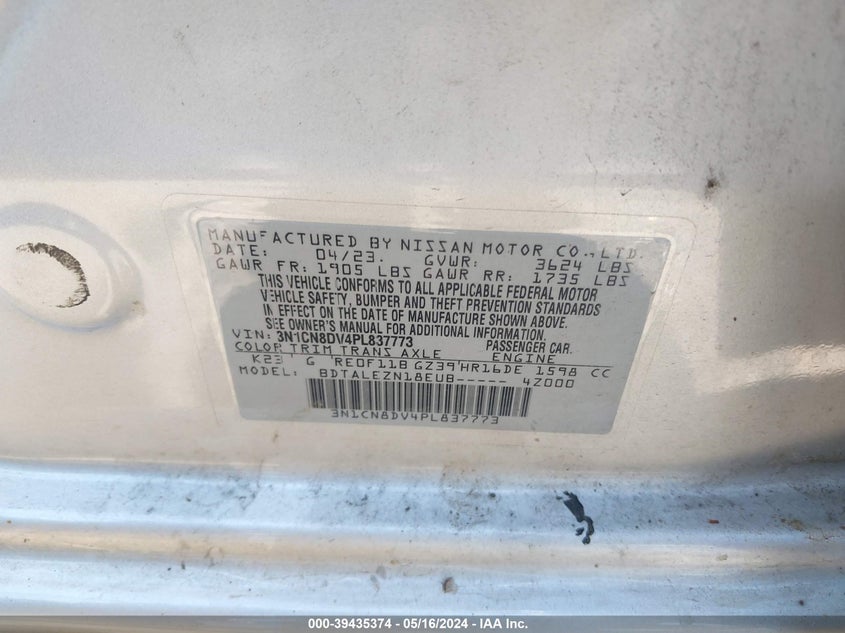 MANUFACTURED BY NISSAN MOTOR CO., LTD.
DATE: 04/23. GVWR: 3624 LBS
GAWR FR: 1905 LBS GAWR RR: 1735 LBS
THIS VEHICLE CONFORMS TO ALL APPLICABLE FEDERAL MOTOR
VEHICLE SAFETY, BUMPER AND THEFT PREVENTION STANDARDS
IN EFFECT ON THE DATE OF MANUFACTURE SHOWN ABOVE.
SEE OWNER'S MANUAL FOR ADDITIONAL INFORMATION.
VIN: 3N1CN8DV4PL837773 PASSENGER CAR.
COLOR TRIM TRANS AXLE ENGINE
K23 ' G 'RE0F11B GZ39'HR16DE 1598 CC
MODEL: BDTALEZN18EUB----- 4Z000
3N1CN8DV4PL837773
000-39435374 - 05/16/2024 - IAA Inc.